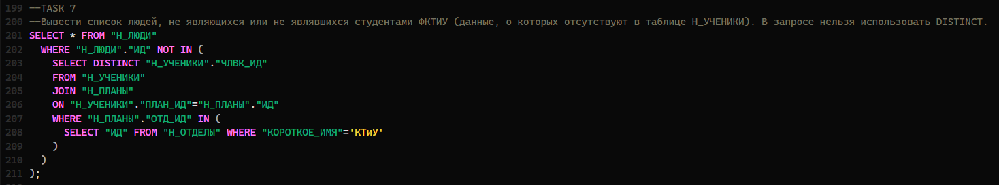 199 --TASK 7
200 --Вывести список людей, не являющихся или не являвшихся студентами ФКТИУ (данные, о которых отсутствуют в таблице Н_УЧЕНИКИ). В запросе нельзя использовать DISTINCT.
201 SELECT * FROM "Н_ЛЮДИ"
202 WHERE "Н_ЛЮДИ"."ИД" NOT IN (
203 SELECT DISTINCT "Н_УЧЕНИКИ"."ЧЛВК_ИД"
204 FROM "Н_УЧЕНИКИ"
205 JOIN "Н_ПЛАНЫ"
206 ON "Н_УЧЕНИКИ"."ПЛАН_ИД"="Н_ПЛАНЫ"."ИД"
207 WHERE "Н_ПЛАНЫ"."ОТД_ИД" IN (
208 SELECT "ИД" FROM "Н_ОТДЕЛЫ" WHERE "КОРОТКОЕ_ИМЯ"='КТиУ'
209 )
210 )
211 );